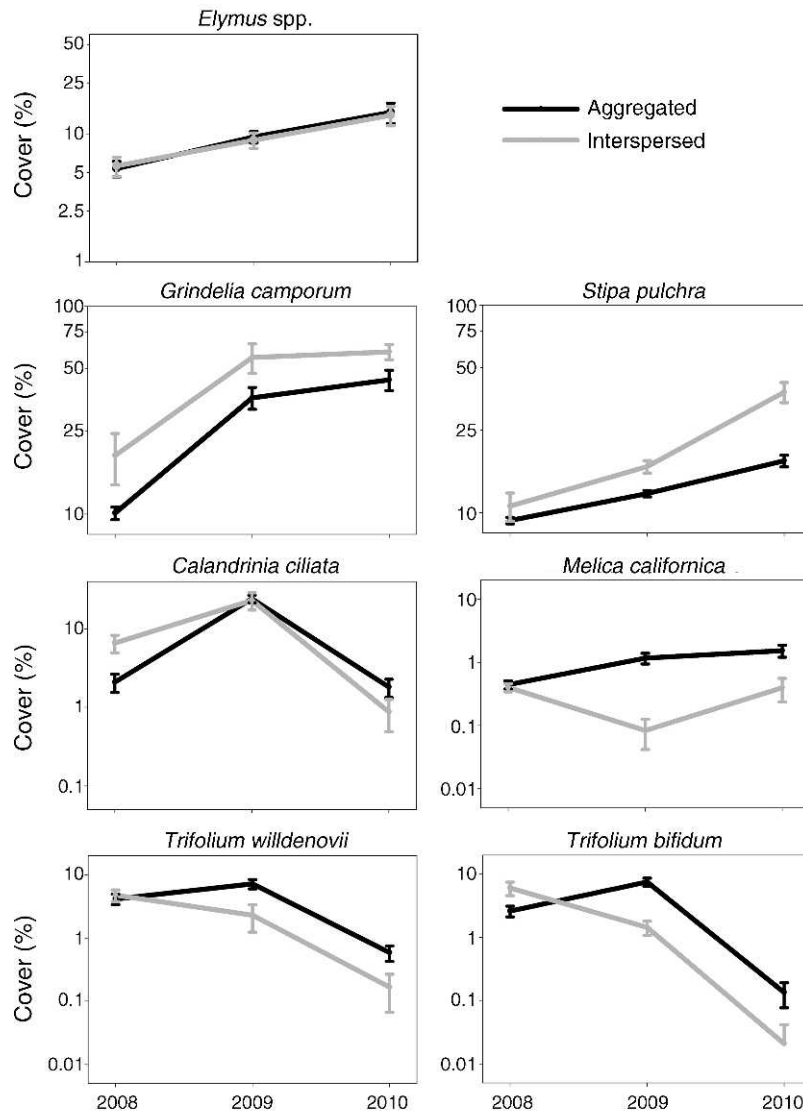 Elymus spp.
Cover (%)
50
25
10
5
2.5
1
Aggregated
Interspersed
Grindelia camporum
Cover (%)
100
75
50
25
10
Stipa pulchra
100
75
50
25
10
Calandrinia ciliata
Cover (%)
10
1
0.1
Melica californica
10
1
0.1
0.01
Trifolium willdenovii
Cover (%)
10
1
0.1
0.01
2008 2009 2010
Trifolium bifidum
10
1
0.1
0.01
2008 2009 2010